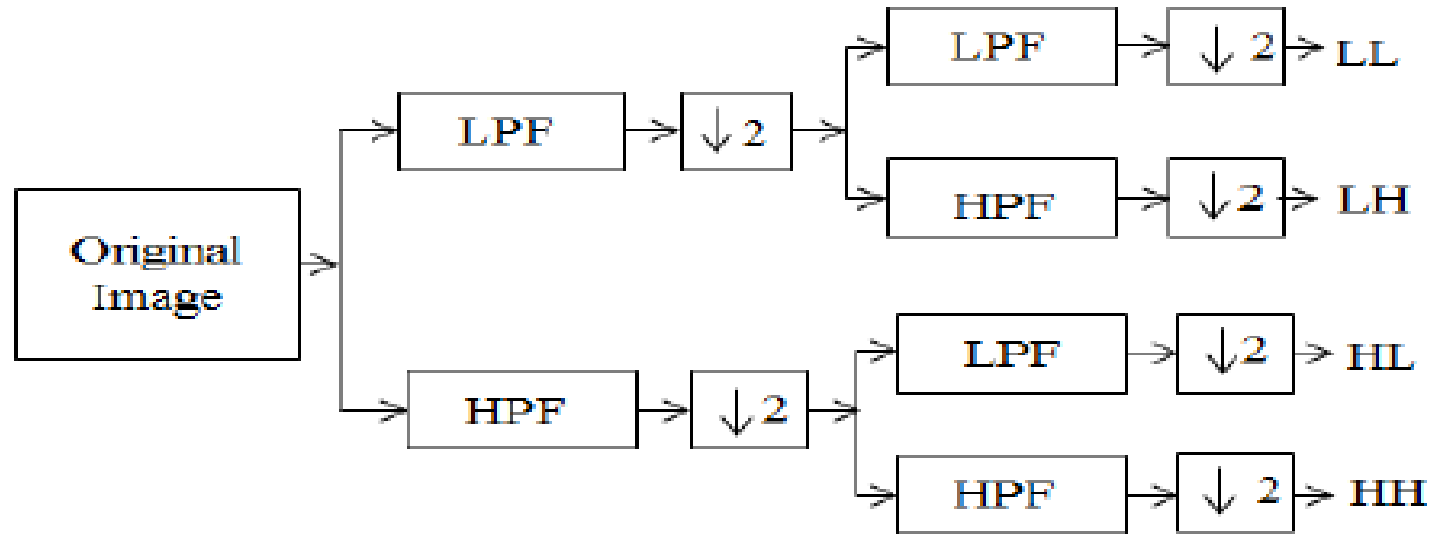 LPF
↓ 2
LL
LPF
↓ 2
HPF
↓ 2
LH
Original
Image
LPF
↓ 2
HL
HPF
↓ 2
HPF
↓ 2
HH